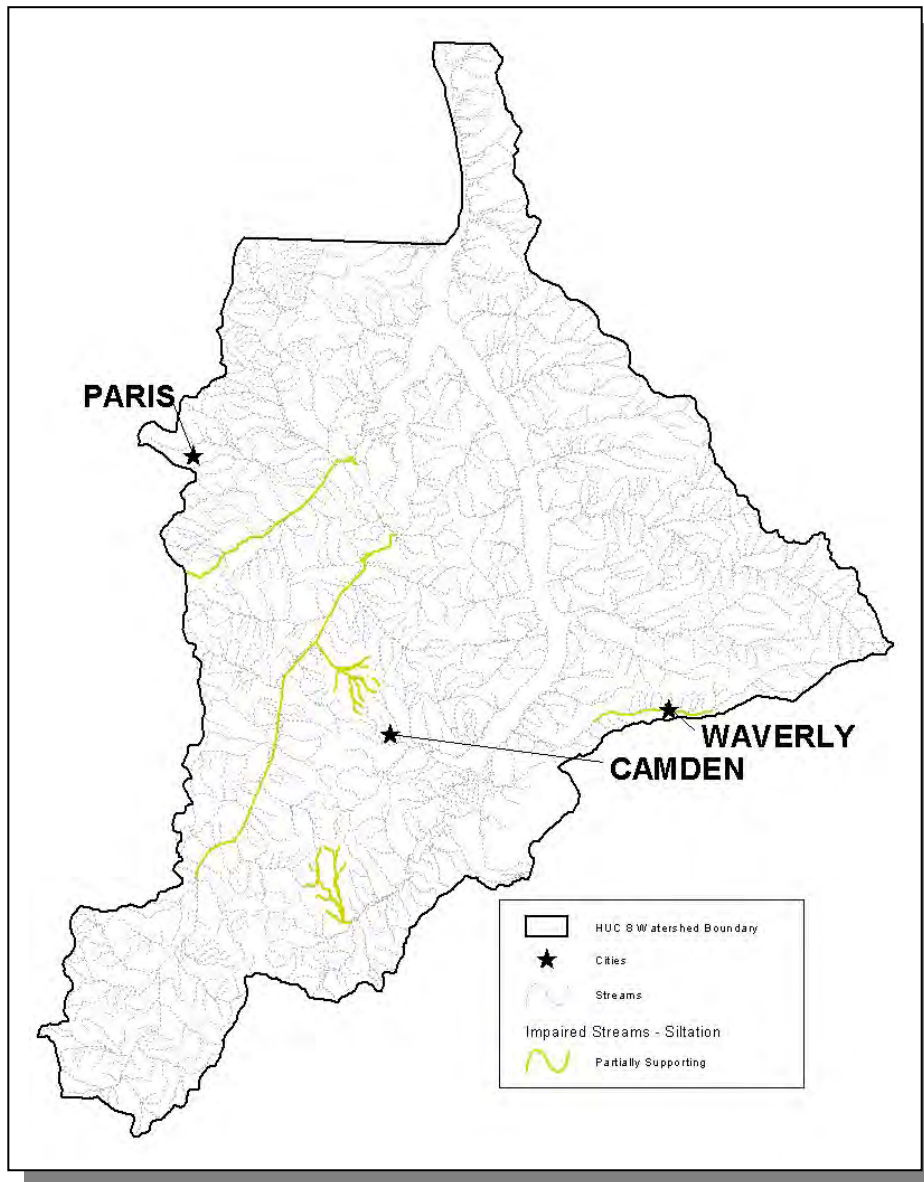 PARIS
WAVERLY
CAMDEN
HUC 8 Watershed Boundary
Cities
Streams
Impaired Streams - Siltation
Partially Supporting